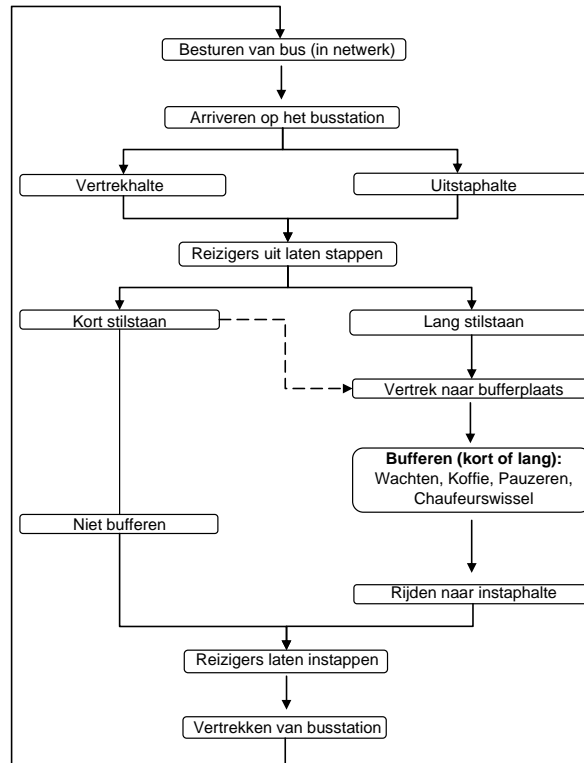 Besturen van bus (in netwerk)
Arriveren op het busstation
Vertrekhalte
Uitstaphalte
Reizigers uit laten stappen
Kort stilstaan
Lang stilstaan
Vertrek naar bufferplaats
Bufferen (kort of lang):
Wachten, Koffie, Pauzeren,
Chaufeurswissel
Niet bufferen
Rijden naar instaphalte
Reizigers laten instappen
Vertrekken van busstation